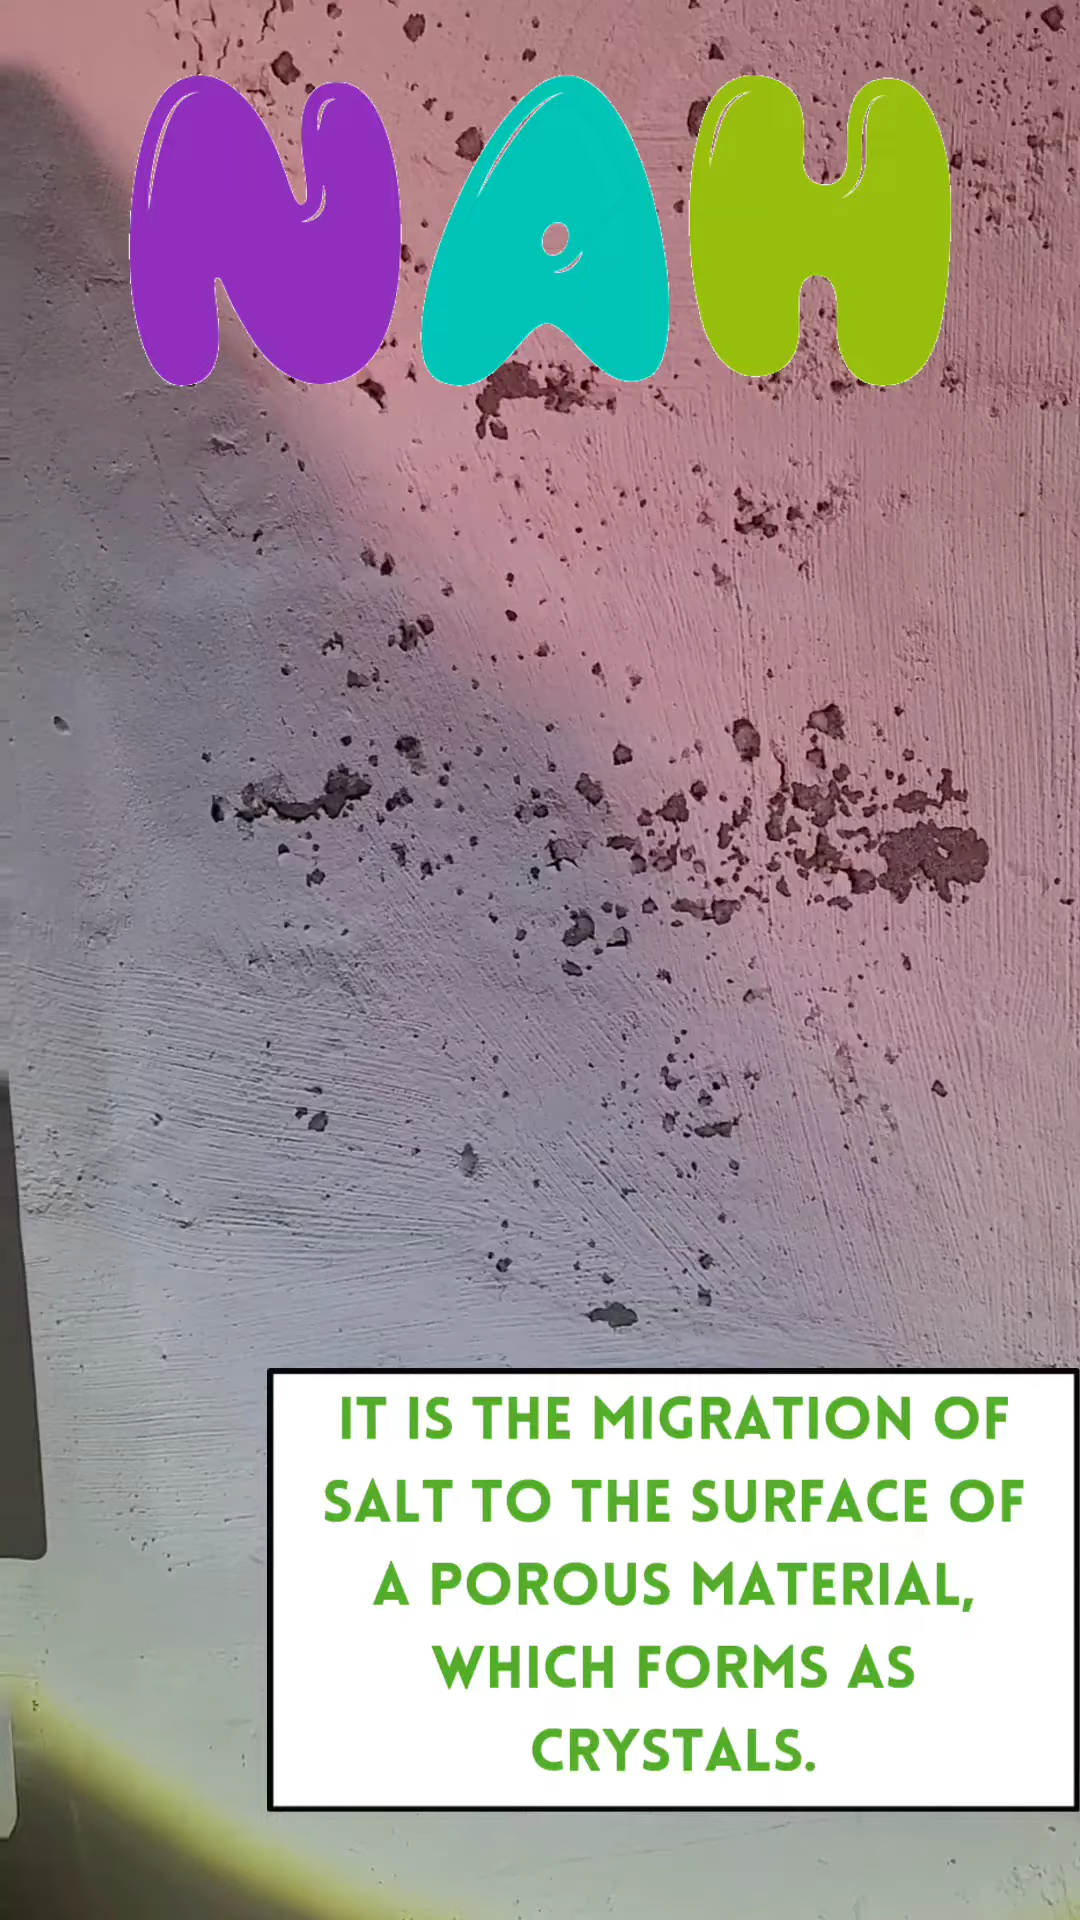 NAH
IT IS THE MIGRATION OF
SALT TO THE SURFACE OF
A POROUS MATERIAL,
WHICH FORMS AS
CRYSTALS.